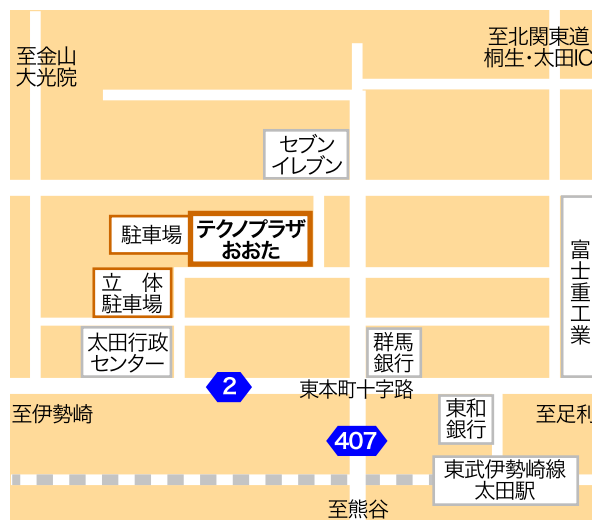 至北関東道
桐生・太田IC
至金山
大光院
セブン
イレブン
駐車場
テクノプラザ
おおた
富士重工業
立 体
駐車場
太田行政
センター
群馬
銀行
2
東本町十字路
至伊勢崎
東和
銀行
至足利
407
東武伊勢崎線
太田駅
至熊谷